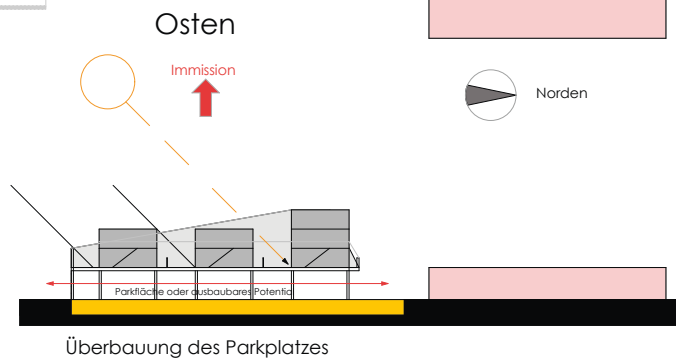 Osten
Immission
Norden
Parkfläche oder ausbaubares Potentia
Überbauung des Parkplatzes